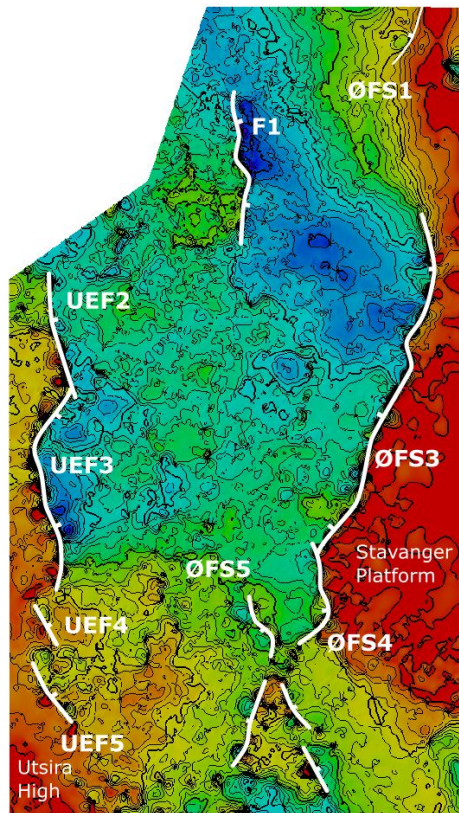 ØFS1
F1
UEF2
UEF3
ØFS3
Stavanger
Platform
ØFS5
UEF4
ØFS4
UEF5
Utsira
High